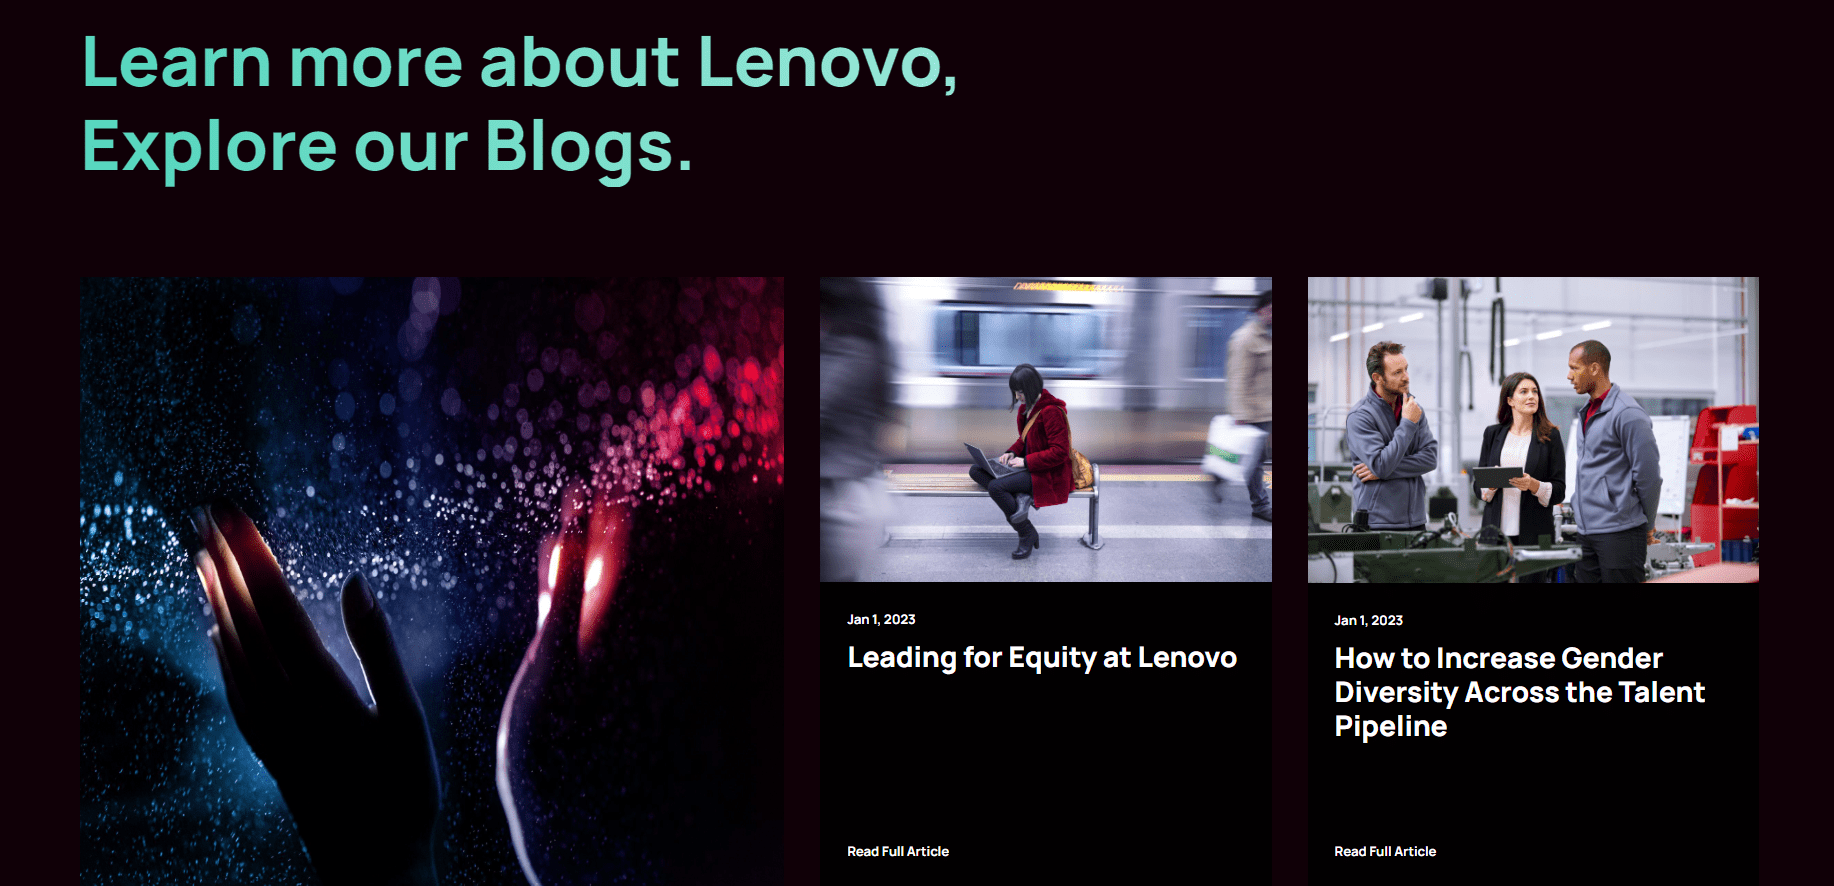 Learn more about Lenovo,
Explore our Blogs.
Jan 1, 2023
Leading for Equity at Lenovo
Read Full Article
Jan 1, 2023
How to Increase Gender
Diversity Across the Talent
Pipeline
Read Full Article